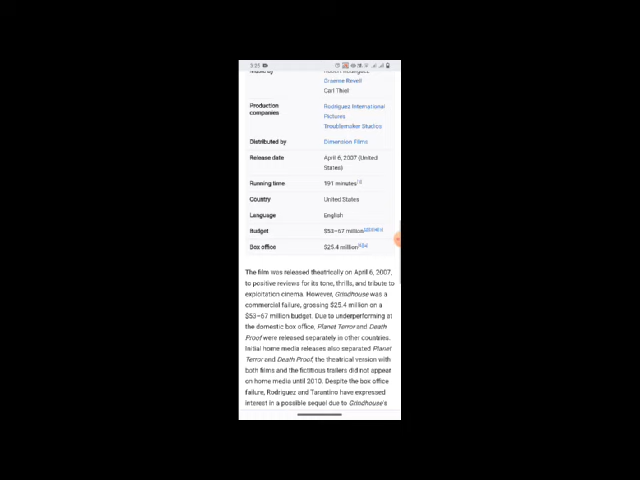 3:25
Music by
Robert Rodriguez
Graeme Revell
Carl Thiel
Production companies
Rodriguez International Pictures
Troublemaker Studios
Distributed by
Dimension Films
Release date
April 6, 2007 (United States)
Running time
191 minutes
Country
United States
Language
English
Budget
$53–67 million
Box office
$25.4 million
The film was released theatrically on April 6, 2007,
to positive reviews for its tone, thrills, and tribute to
exploitation cinema. However, Grindhouse was a
commercial failure, grossing $25.4 million on a
$53–67 million budget. Due to underperforming at
the domestic box office, Planet Terror and Death
Proof were released separately in other countries.
Initial home media releases also separated Planet
Terror and Death Proof, the theatrical version with
both films and the fictitious trailers did not appear
on home media until 2010. Despite the box office
failure, Rodriguez and Tarantino have expressed
interest in a possible sequel due to Grindhouse's